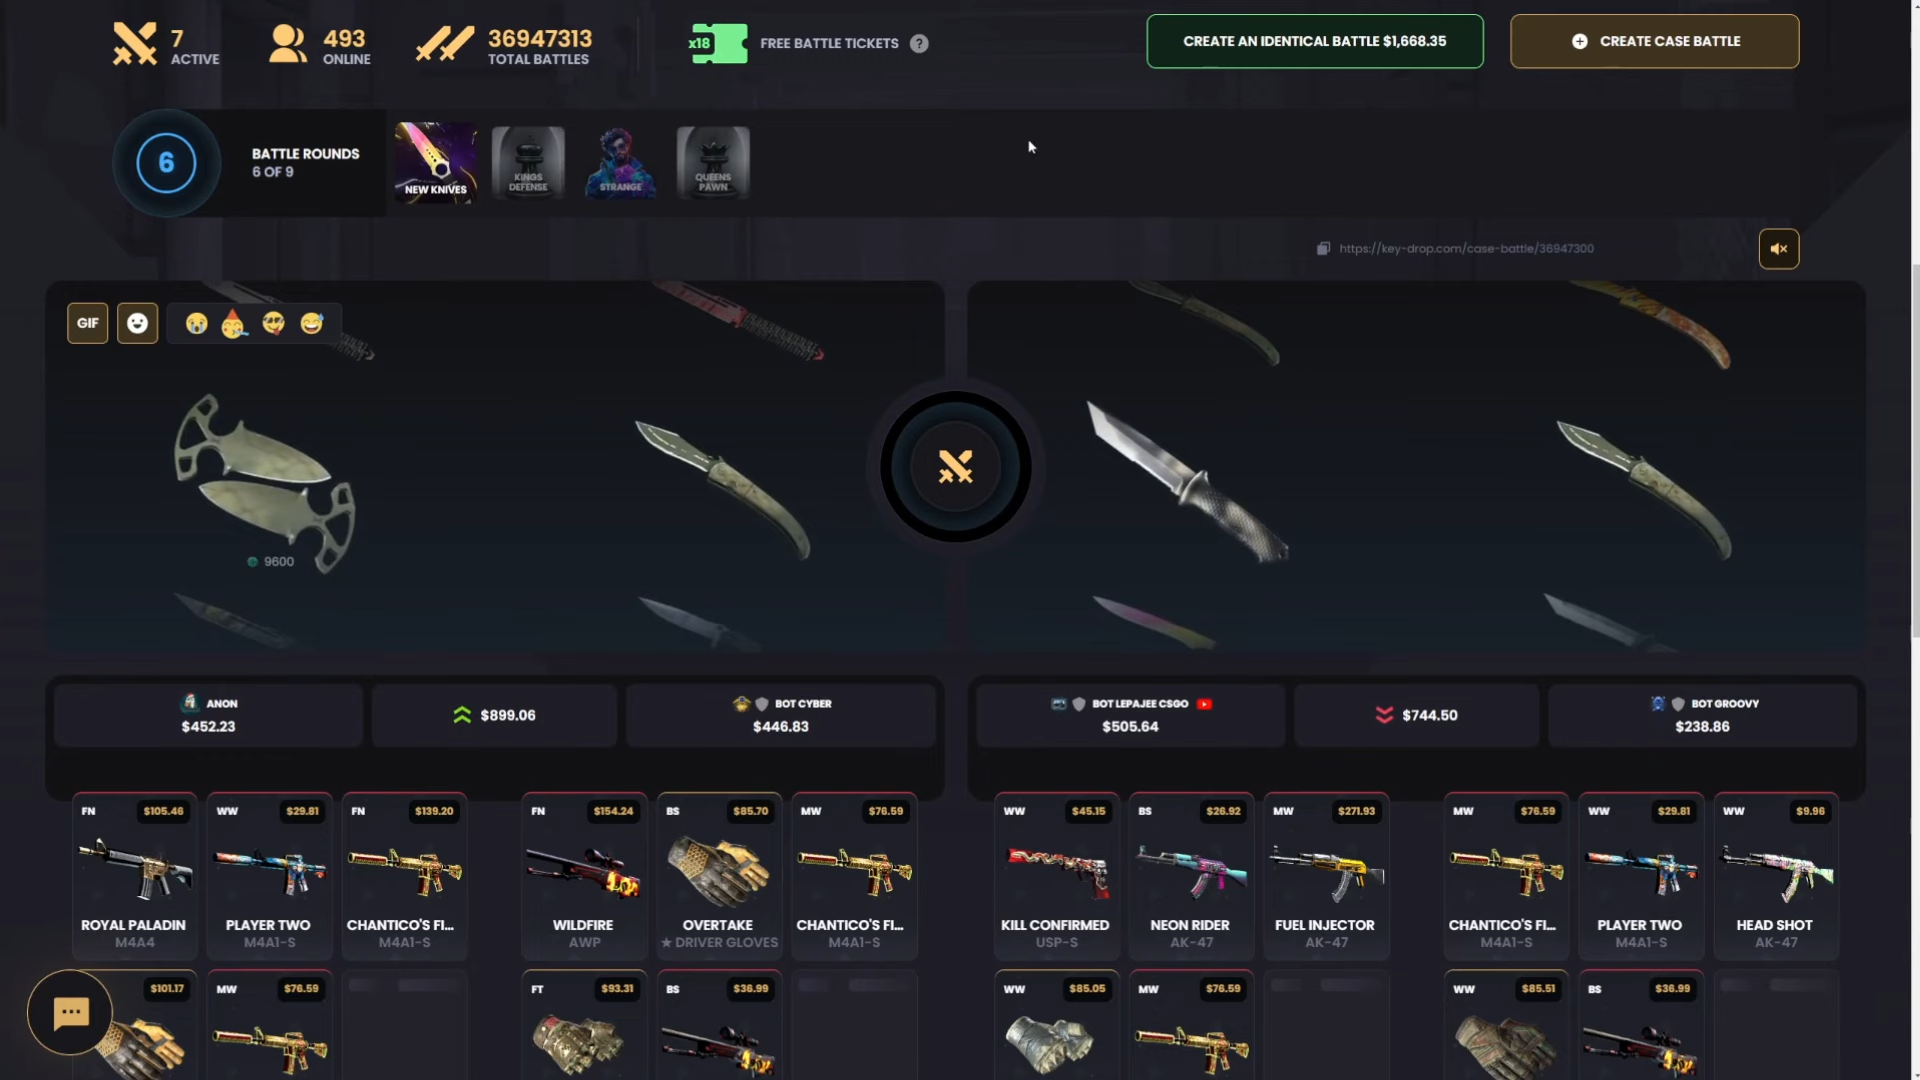 7
ACTIVE
493
ONLINE
36947313
TOTAL BATTLES
x18
FREE BATTLE TICKETS ?
CREATE AN IDENTICAL BATTLE $1,668.35
CREATE CASE BATTLE
6
BATTLE ROUNDS
6 OF 9
NEW KNIVES
KINGS DEFENSE
STRANGE
QUEENS PAWN
https://key-drop.com/case-battle/36947300
GIF
9600
ANON
$452.23
$899.06
BOT CYBER
$446.83
BOT LEPAJEE CSGO
$505.64
$744.50
BOT GROOVY
$238.86
FN $105.46
ROYAL PALADIN
M4A4
WW $29.81
PLAYER TWO
M4A1-S
FN $139.20
CHANTICO'S FI...
M4A1-S
FN $154.24
WILDFIRE
AWP
BS $85.70
OVERTAKE
★ DRIVER GLOVES
MW $76.59
CHANTICO'S FI...
M4A1-S
WW $45.15
KILL CONFIRMED
USP-S
BS $26.92
NEON RIDER
AK-47
MW $271.93
FUEL INJECTOR
AK-47
MW $76.59
CHANTICO'S FI...
M4A1-S
WW $29.81
PLAYER TWO
M4A1-S
WW $9.96
HEAD SHOT
AK-47
$101.17
MW $76.59
FT $93.31
BS $36.99
WW $85.05
MW $76.59
WW $85.51
BS $36.99